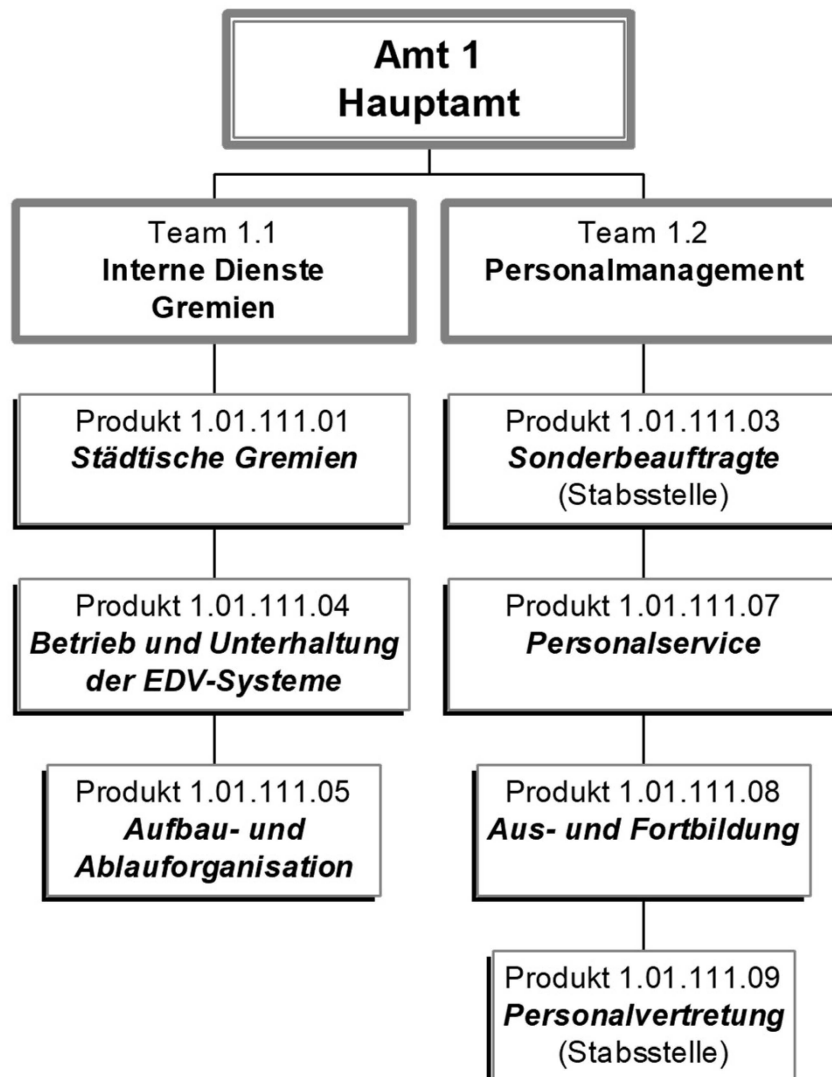 Amt 1
Hauptamt
Team 1.1
Interne Dienste
Gremien
Team 1.2
Personalmanagement
Produkt 1.01.111.01
Städtische Gremien
Produkt 1.01.111.03
Sonderbeauftragte
(Stabsstelle)
Produkt 1.01.111.04
Betrieb und Unterhaltung
der EDV-Systeme
Produkt 1.01.111.07
Personalservice
Produkt 1.01.111.05
Aufbau- und
Ablauforganisation
Produkt 1.01.111.08
Aus- und Fortbildung
Produkt 1.01.111.09
Personalvertretung
(Stabsstelle)